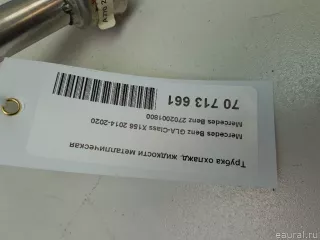 Трубка охлажд. жидкости металлическая
Mercedes Benz GLA-Class X156 2014-2020
Mercedes Benz 2702001800
70 713 661
eaural.ru